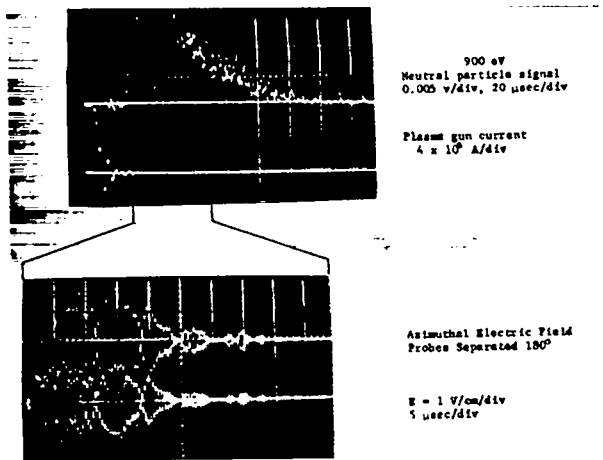 900 eV
Neutral particle signal
0.005 v/div, 20 μsec/div
Plasma gun current
A/div
Azimuthal Electric Field
Probes Separated 180°
E = 1 V/cm/div
5 μsec/div